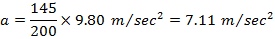 a = 145/200 × 9.80 m/sec² = 7.11 m/sec²